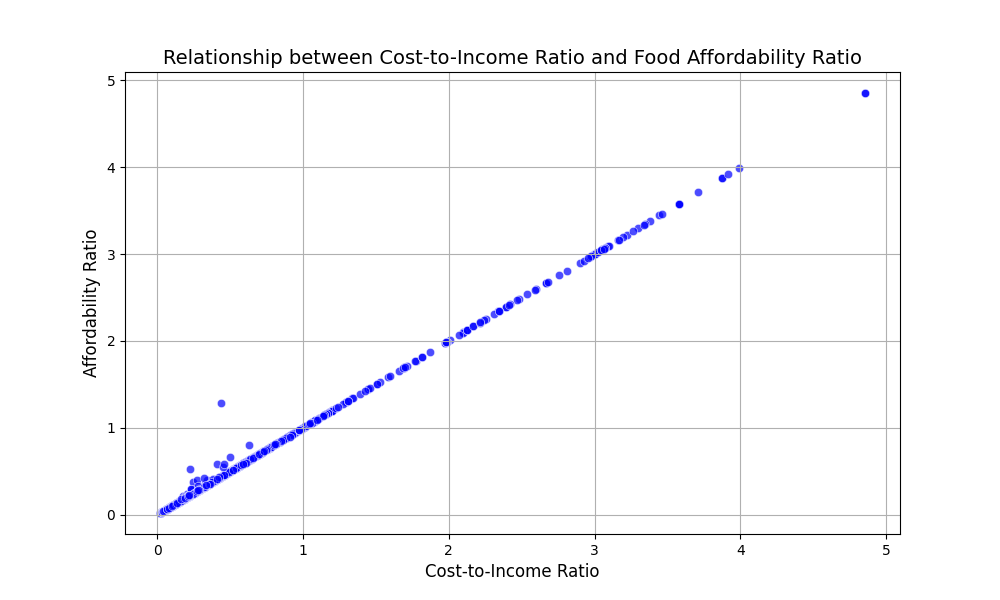 Relationship between Cost-to-Income Ratio and Food Affordability Ratio
5
4
3
2
1
0
Affordability Ratio
0 1 2 3 4 5
Cost-to-Income Ratio